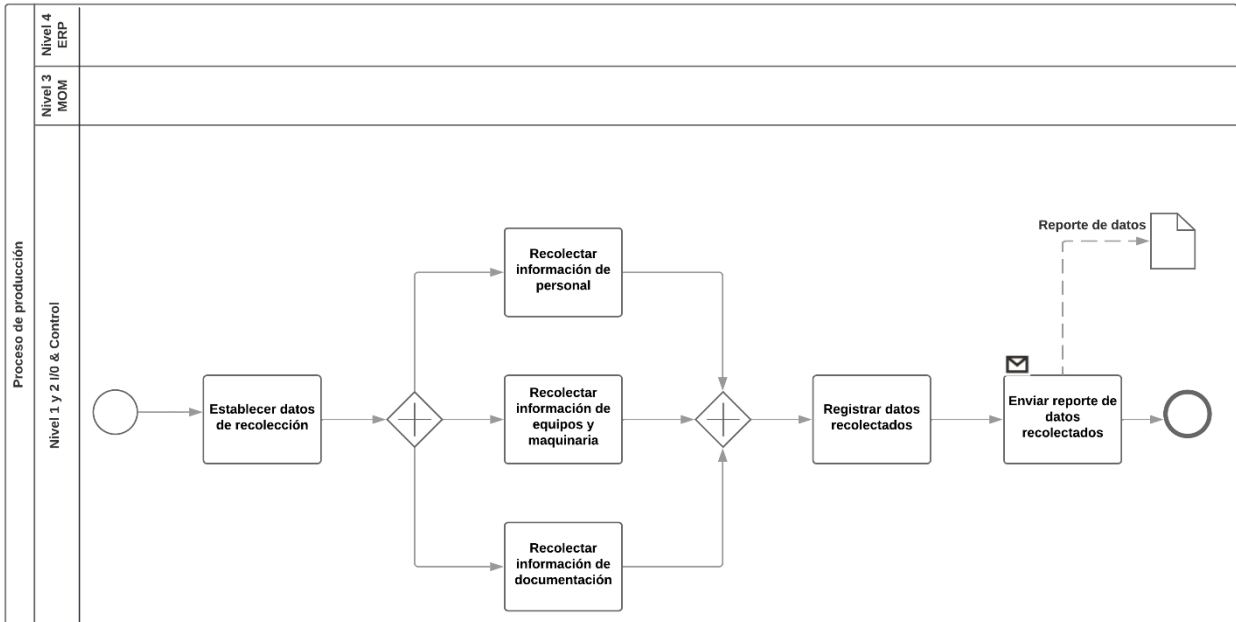 Proceso de producción
Nivel 4
ERP
Nivel 3
MOM
Nivel 1 y 2 I/0 & Control
Establecer datos
de recolección
Recolectar
información de
personal
Recolectar
información de
equipos y
maquinaria
Recolectar
información de
documentación
Registrar datos
recolectados
Enviar reporte de
datos
recolectados
Reporte de datos